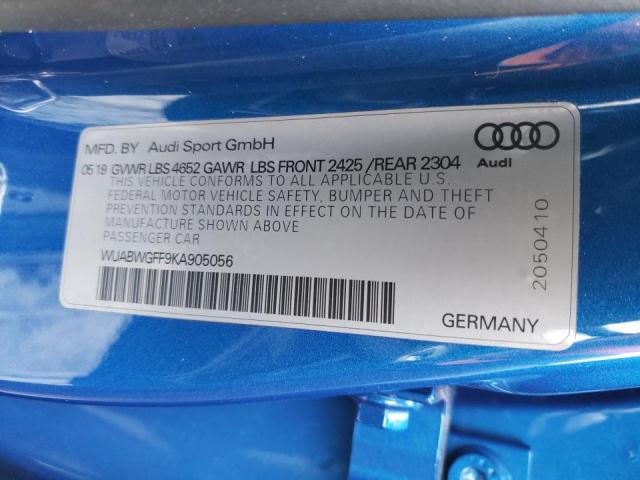 MFD. BY Audi Sport GmbH
05 19 GVWR LBS 4652 GAWR LBS FRONT 2425 /REAR 2304
THIS VEHICLE CONFORMS TO ALL APPLICABLE U.S.
FEDERAL MOTOR VEHICLE SAFETY, BUMPER AND THEFT
PREVENTION STANDARDS IN EFFECT ON THE DATE OF
MANUFACTURE SHOWN ABOVE
PASSENGER CAR
WUABWGFF9KA905056
Audi
2050410
GERMANY